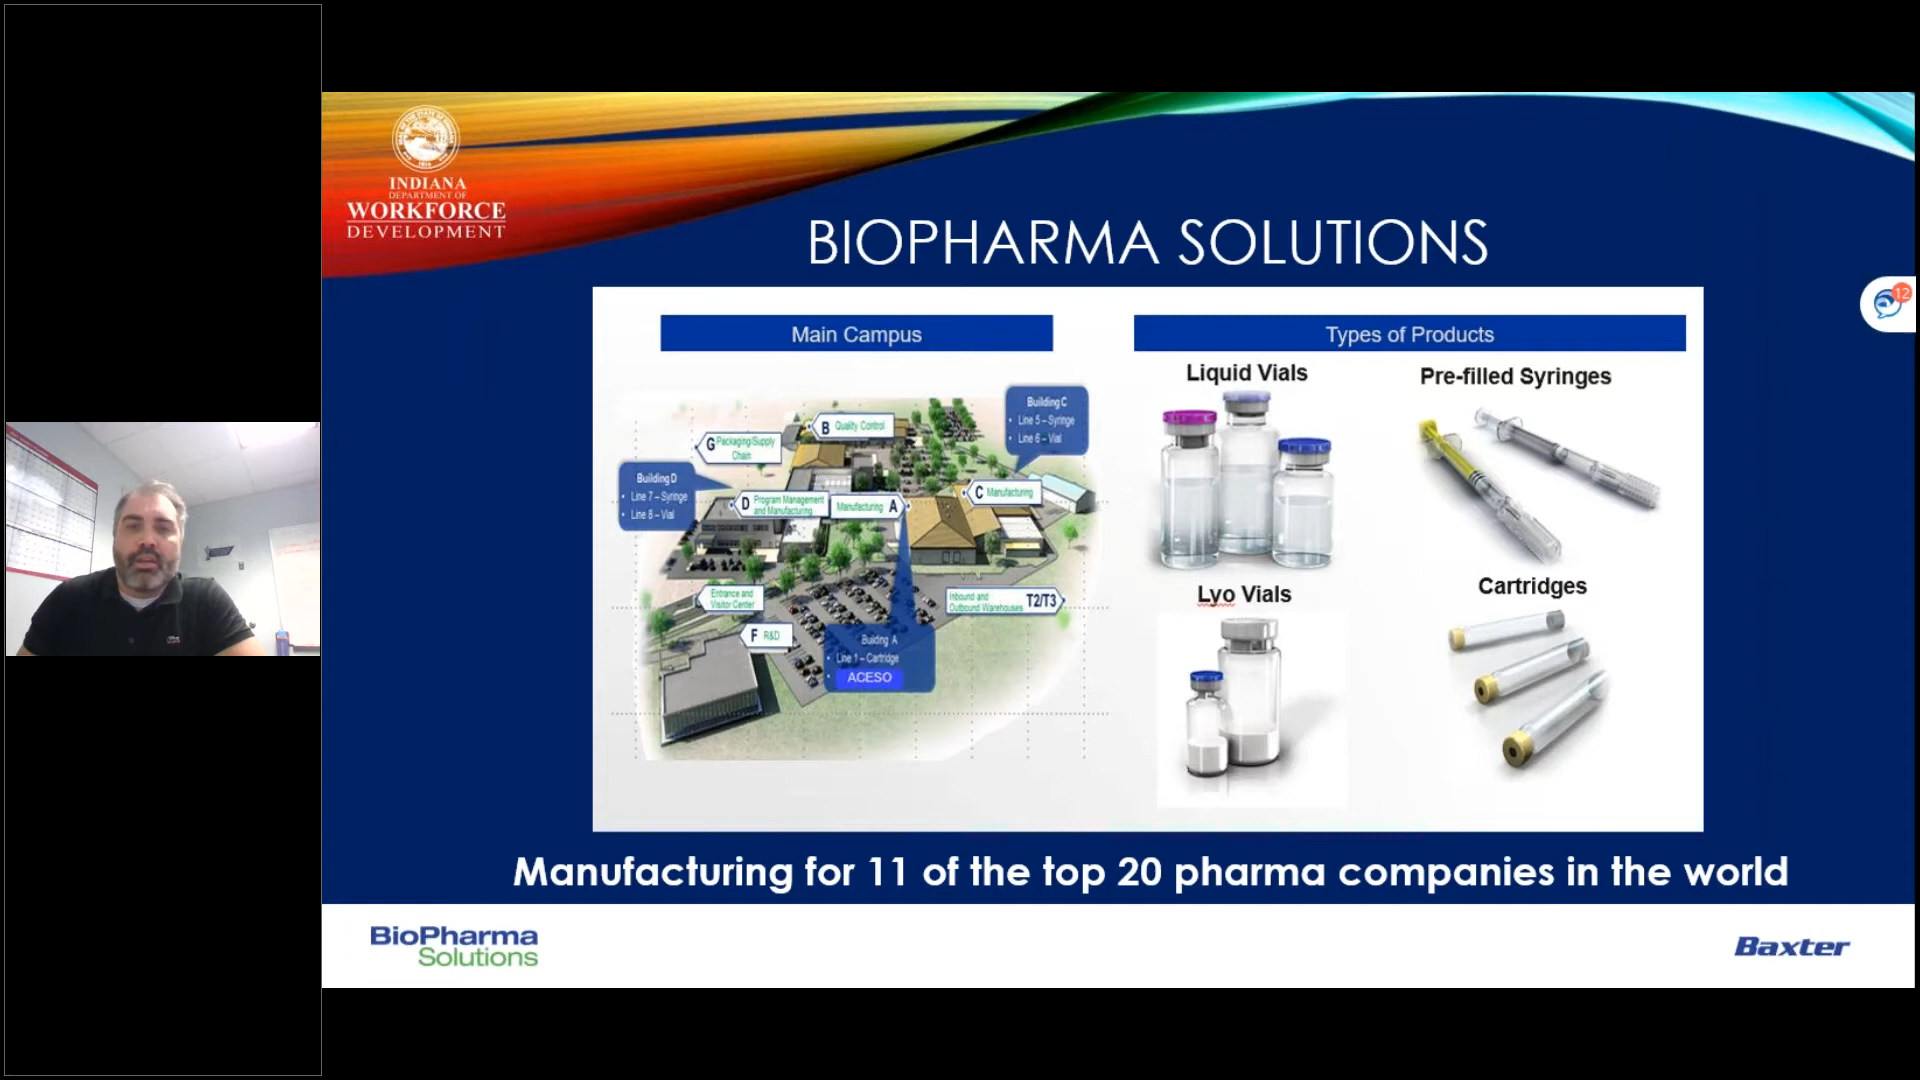 INDIANA
DEPARTMENT OF
WORKFORCE
DEVELOPMENT
BIOPHARMA SOLUTIONS
12
Main Campus
Types of Products
Liquid Vials
Pre-filled Syringes
Building C
• Line 5 – Syringe
• Line 6 – Vial
B Quality Control
G Packaging/Supply
Chain
Building D
• Line 7 – Syringe
• Line 8 – Vial
D Program Management
and Manufacturing
Manufacturing A
C Manufacturing
Entrance and
Visitor Center
Inbound and
Outbound Warehouses T2/T3
F R&D
Building A
• Line 1 – Cartridge
• ACESO
Lyo Vials
Cartridges
Manufacturing for 11 of the top 20 pharma companies in the world
BioPharma
Solutions
Baxter